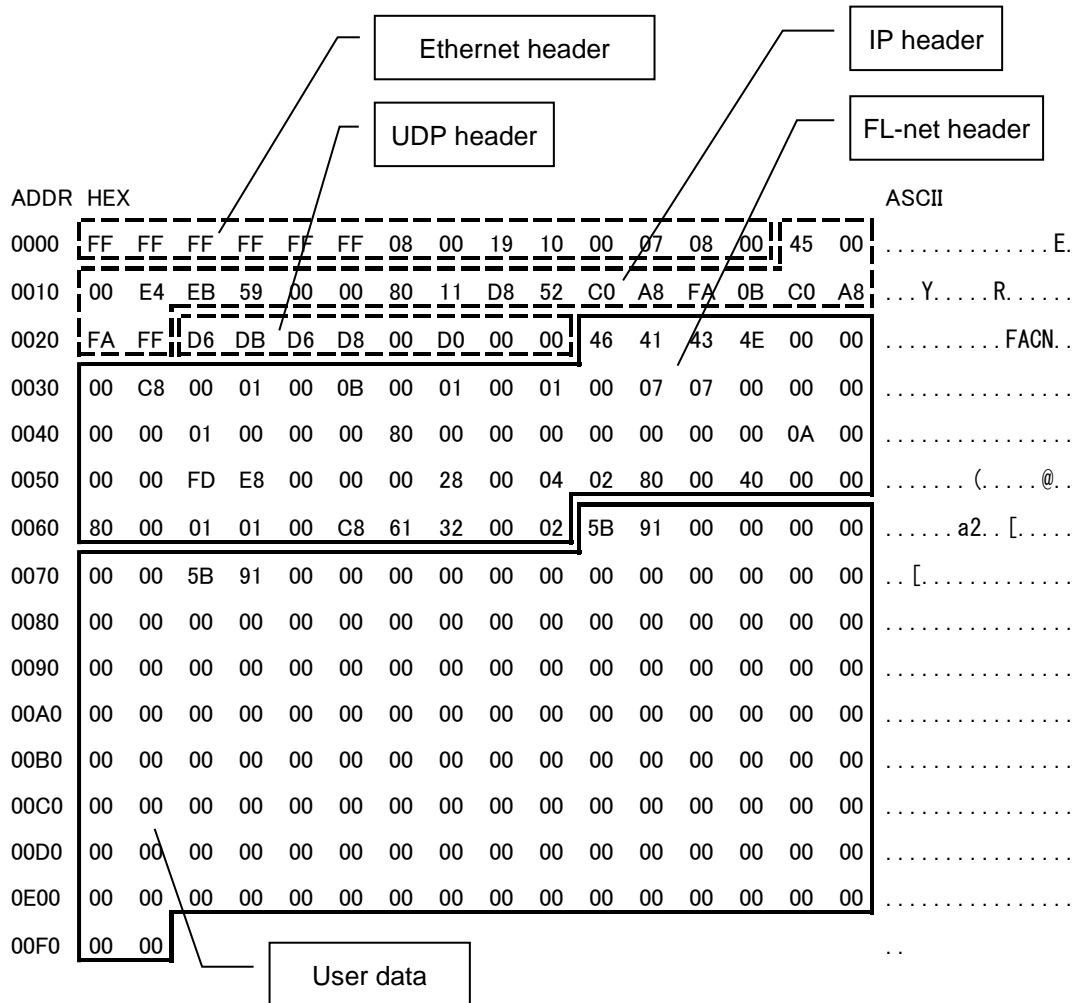 Ethernet header
IP header
UDP header
FL-net header
ADDR HEX ASCII
0000 FF FF FF FF FF FF 08 00 19 10 00 07 08 00 45 00 ..............E.
0010 00 E4 EB 59 00 00 80 11 D8 52 C0 A8 FA 0B C0 A8 ...Y.....R......
0020 FA FF D6 DB D6 D8 00 D0 00 00 46 41 43 4E 00 00 ..........FACN..
0030 00 C8 00 01 00 0B 00 01 00 01 00 07 07 00 00 00 ................
0040 00 00 01 00 00 00 80 00 00 00 00 00 00 00 0A 00 ................
0050 00 00 FD E8 00 00 00 28 00 04 02 80 00 40 00 00 .......(.....@..
0060 80 00 01 01 00 C8 61 32 00 02 5B 91 00 00 00 00 ......a2..[.....
0070 00 00 5B 91 00 00 00 00 00 00 00 00 00 00 00 00 ..[.............
0080 00 00 00 00 00 00 00 00 00 00 00 00 00 00 00 00 ................
0090 00 00 00 00 00 00 00 00 00 00 00 00 00 00 00 00 ................
00A0 00 00 00 00 00 00 00 00 00 00 00 00 00 00 00 00 ................
00B0 00 00 00 00 00 00 00 00 00 00 00 00 00 00 00 00 ................
00C0 00 00 00 00 00 00 00 00 00 00 00 00 00 00 00 00 ................
00D0 00 00 00 00 00 00 00 00 00 00 00 00 00 00 00 00 ................
0E00 00 00 00 00 00 00 00 00 00 00 00 00 00 00 00 00 ................
00F0 00 00 ..
User data